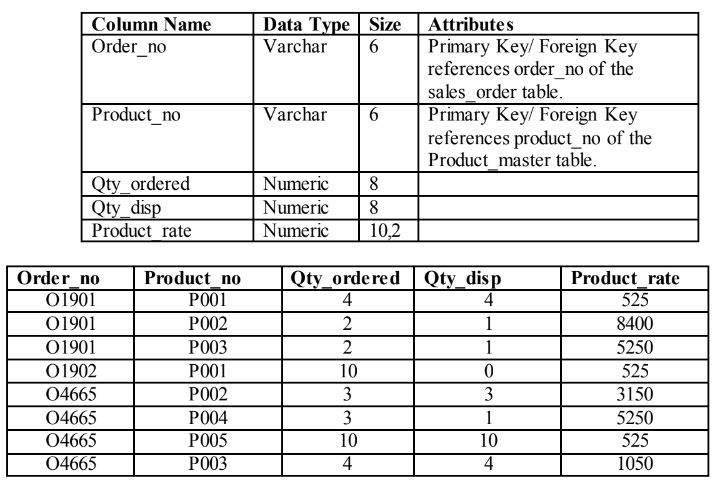 Column Name Data Type Size Attributes
Order_no Varchar 6 Primary Key/ Foreign Key
references order_no of the
sales_order table.
Product_no Varchar 6 Primary Key/ Foreign Key
references product_no of the
Product_master table.
Qty_ordered Numeric 8
Qty_disp Numeric 8
Product_rate Numeric 10,2
Order_no Product_no Qty_ordered Qty_disp Product_rate
O1901 P001 4 4 525
O1901 P002 2 1 8400
O1901 P003 2 1 5250
O1902 P001 10 0 525
O4665 P002 3 3 3150
O4665 P004 3 1 5250
O4665 P005 10 10 525
O4665 P003 4 4 1050